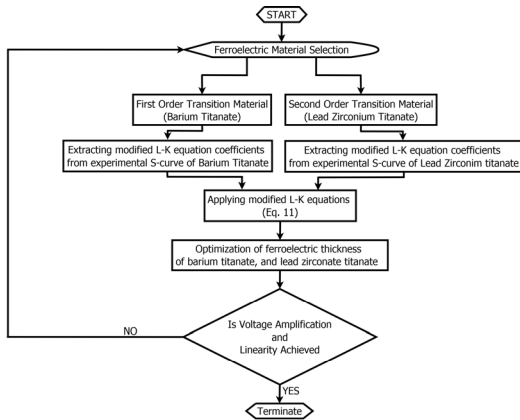 START
Ferroelectric Material Selection
First Order Transition Material
(Barium Titanate)
Second Order Transition Material
(Lead Zirconium Titanate)
Extracting modified L-K equation coefficients
from experimental S-curve of Barium Titanate
Extracting modified L-K equation coefficients
from experimental S-curve of Lead Zirconim titanate
Applying modified L-K equations
(Eq. 11)
Optimization of ferroelectric thickness
of barium titanate, and lead zirconate titanate
Is Voltage Amplification
and
Linearity Achieved
NO
YES
Terminate